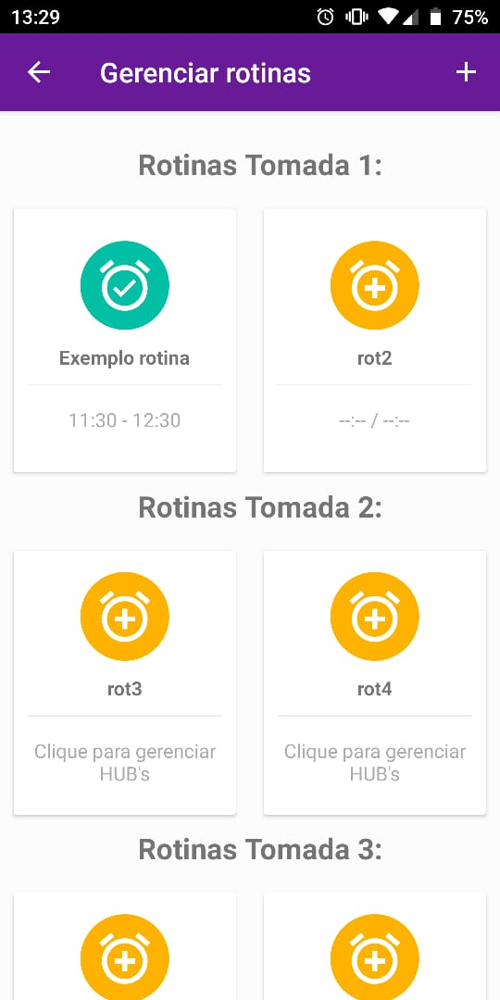 13:29
75%
Gerenciar rotinas
Rotinas Tomada 1:
Exemplo rotina
11:30 - 12:30
rot2
--:-- / --:--
Rotinas Tomada 2:
rot3
Clique para gerenciar
HUB's
rot4
Clique para gerenciar
HUB's
Rotinas Tomada 3: